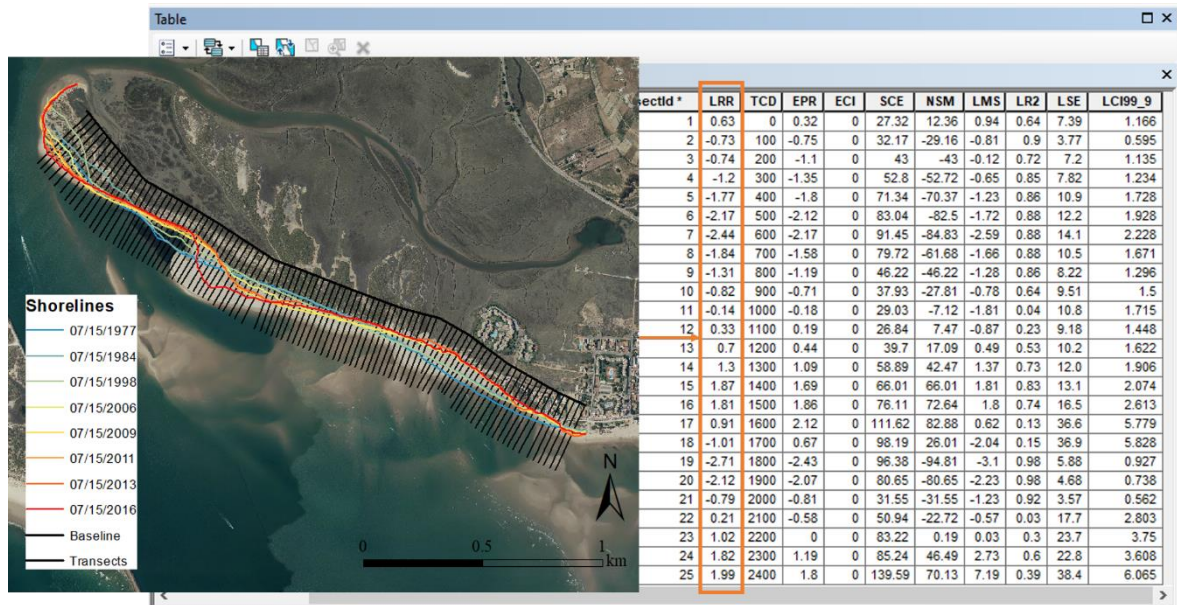 Table
sectId * LRR TCD EPR ECI SCE NSM LMS LR2 LSE LCI99_9
1 0.63 0 0.32 0 27.32 12.36 0.94 0.64 7.39 1.166
2 -0.73 100 -0.75 0 32.17 -29.16 -0.81 0.9 3.77 0.595
3 -0.74 200 -1.1 0 43 -43 -0.12 0.72 7.2 1.135
4 -1.2 300 -1.35 0 52.8 -52.72 -0.65 0.85 7.82 1.234
5 -1.77 400 -1.8 0 71.34 -70.37 -1.23 0.86 10.9 1.728
6 -2.17 500 -2.12 0 83.04 -82.5 -1.72 0.88 12.2 1.928
7 -2.44 600 -2.17 0 91.45 -84.83 -2.59 0.88 14.1 2.228
8 -1.84 700 -1.58 0 79.72 -61.68 -1.66 0.88 10.5 1.671
9 -1.31 800 -1.19 0 46.22 -46.22 -1.28 0.86 8.22 1.296
10 -0.82 900 -0.71 0 37.93 -27.81 -0.78 0.64 9.51 1.5
11 -0.14 1000 -0.18 0 29.03 -7.12 -1.81 0.04 10.8 1.715
12 0.33 1100 0.19 0 26.84 7.47 -0.87 0.23 9.18 1.448
13 0.7 1200 0.44 0 39.7 17.09 0.49 0.53 10.2 1.622
14 1.3 1300 1.09 0 58.89 42.47 1.37 0.73 12.0 1.906
15 1.87 1400 1.69 0 66.01 66.01 1.81 0.83 13.1 2.074
16 1.81 1500 1.86 0 76.11 72.64 1.8 0.74 16.5 2.613
17 0.91 1600 2.12 0 111.62 82.88 0.62 0.13 36.6 5.779
18 -1.01 1700 0.67 0 98.19 26.01 -2.04 0.15 36.9 5.828
19 -2.71 1800 -2.43 0 96.38 -94.81 -3.1 0.98 5.88 0.927
20 -2.12 1900 -2.07 0 80.65 -80.65 -2.23 0.98 4.68 0.738
21 -0.79 2000 -0.81 0 31.55 -31.55 -1.23 0.92 3.57 0.562
22 0.21 2100 -0.58 0 50.94 -22.72 -0.57 0.03 17.7 2.803
23 1.02 2200 0 0 83.22 0.19 0.03 0.3 23.7 3.75
24 1.82 2300 1.19 0 85.24 46.49 2.73 0.6 22.8 3.608
25 1.99 2400 1.8 0 139.59 70.13 7.19 0.39 38.4 6.065
Shorelines
07/15/1977
07/15/1984
07/15/1998
07/15/2006
07/15/2009
07/15/2011
07/15/2013
07/15/2016
Baseline
Transects
N
0 0.5 1
km